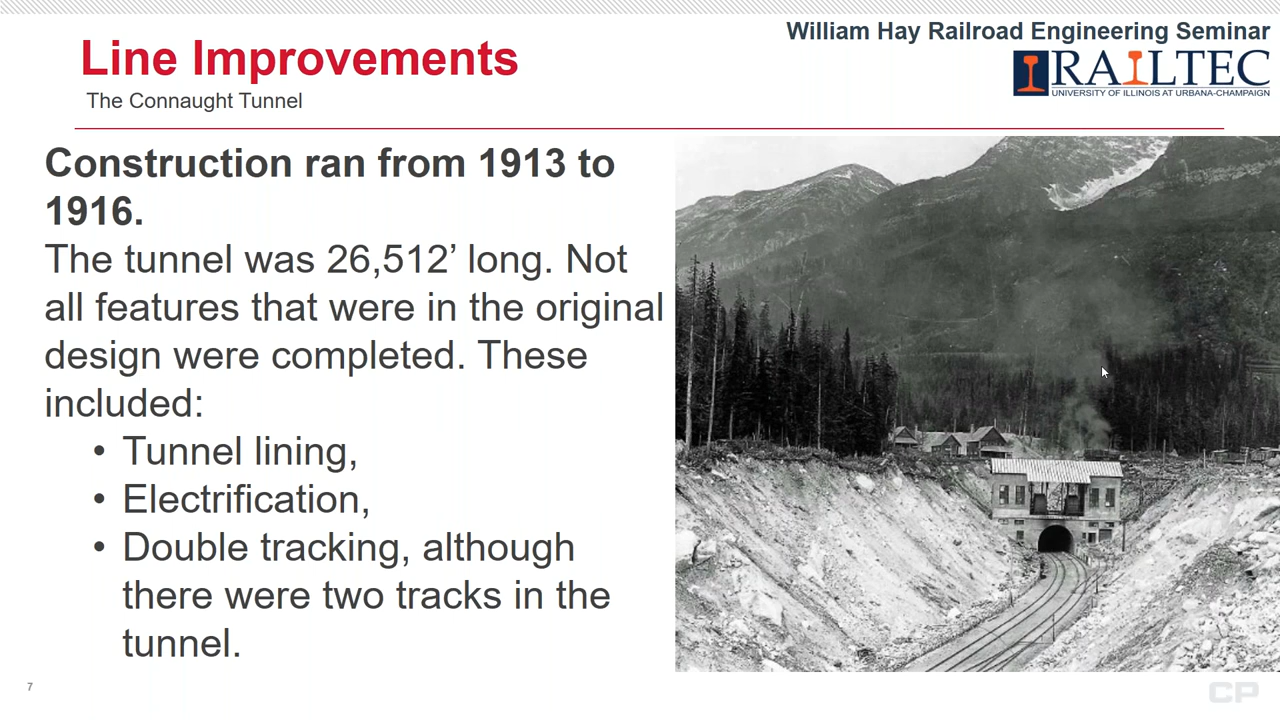 William Hay Railroad Engineering Seminar
Line Improvements
RAILTEC
The Connaught Tunnel
UNIVERSITY OF ILLINOIS AT URBANA-CHAMPAIGN
Construction ran from 1913 to
1916.
The tunnel was 26,512’ long. Not
all features that were in the original
design were completed. These
included:
• Tunnel lining,
• Electrification,
• Double tracking, although
there were two tracks in the
tunnel.
7
CP